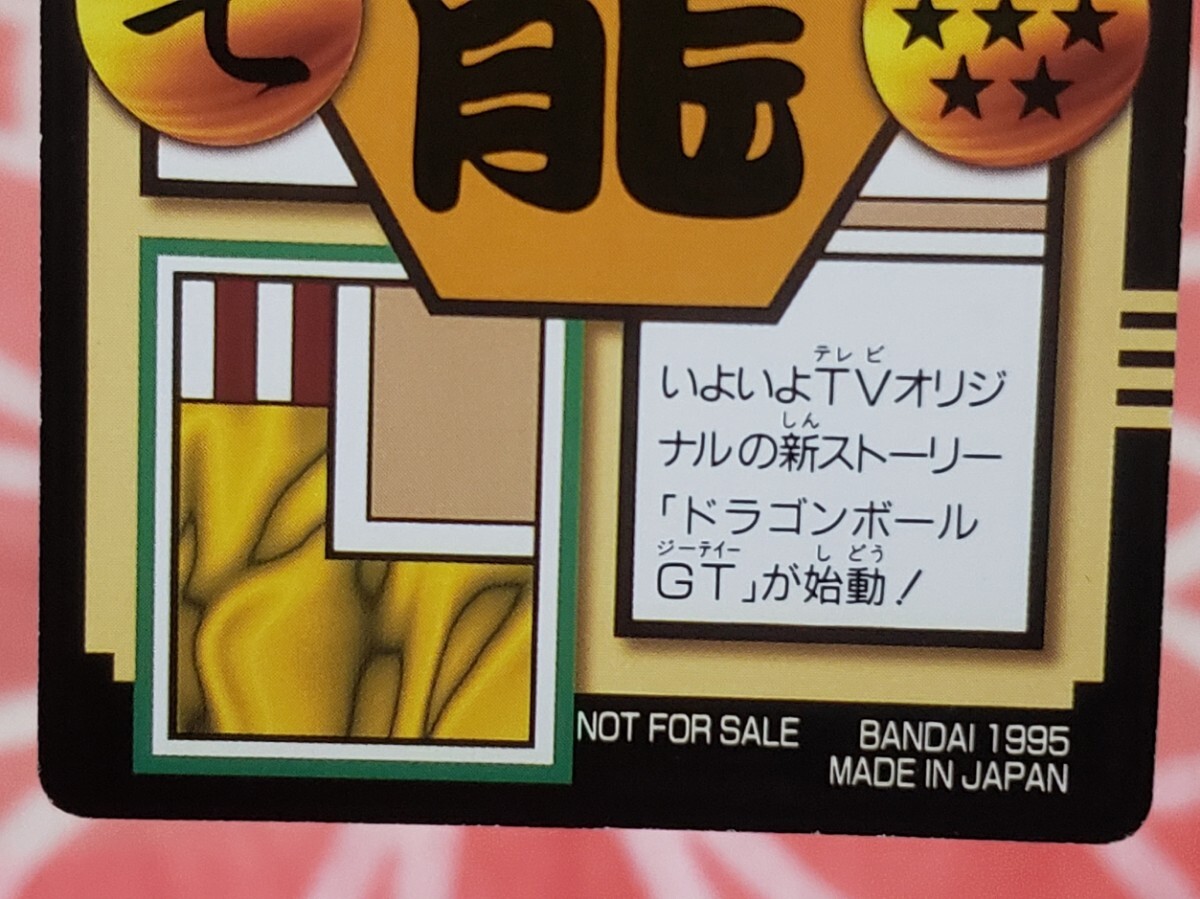 七
龍
テレビ
いよいよTVオリジ
しん
ナルの新ストーリー
「ドラゴンボール
ジーティー しどう
GT」が始動!
NOT FOR SALE BANDAI 1995
MADE IN JAPAN